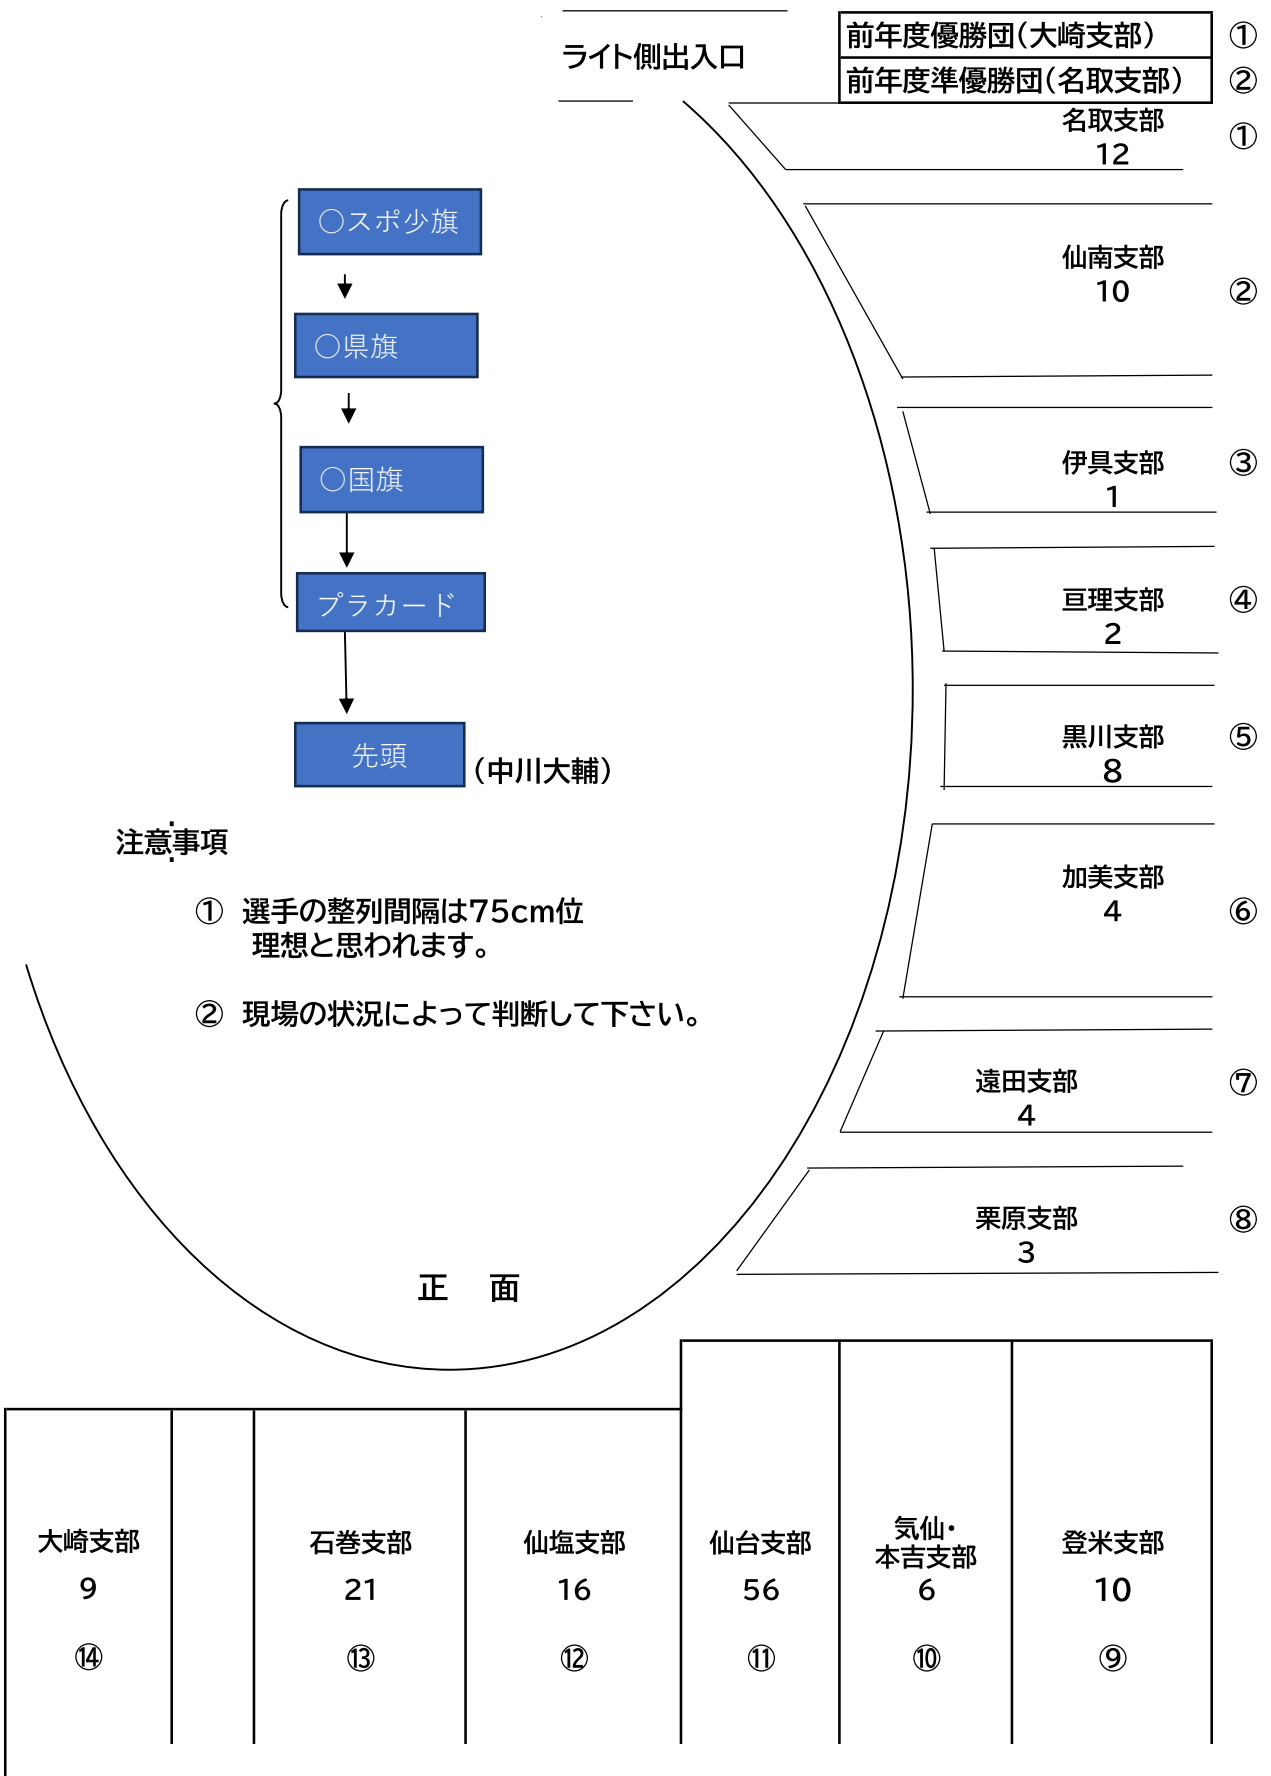 ライト側出入口
前年度優勝団(大崎支部) ①
前年度準優勝団(名取支部) ②
名取支部 ①
12
仙南支部
10 ②
伊具支部 ③
1
亘理支部 ④
2
黒川支部 ⑤
8
加美支部
4 ⑥
遠田支部 ⑦
4
栗原支部 ⑧
3
○スポ少旗
○県旗
○国旗
プラカード
先頭
(中川大輔)
注意事項
① 選手の整列間隔は75cm位
理想と思われます。
② 現場の状況によって判断して下さい。
正 面
大崎支部
9
⑭
石巻支部
21
⑬
仙塩支部
16
⑫
仙台支部
56
⑪
気仙・
本吉支部
6
⑩
登米支部
10
⑨